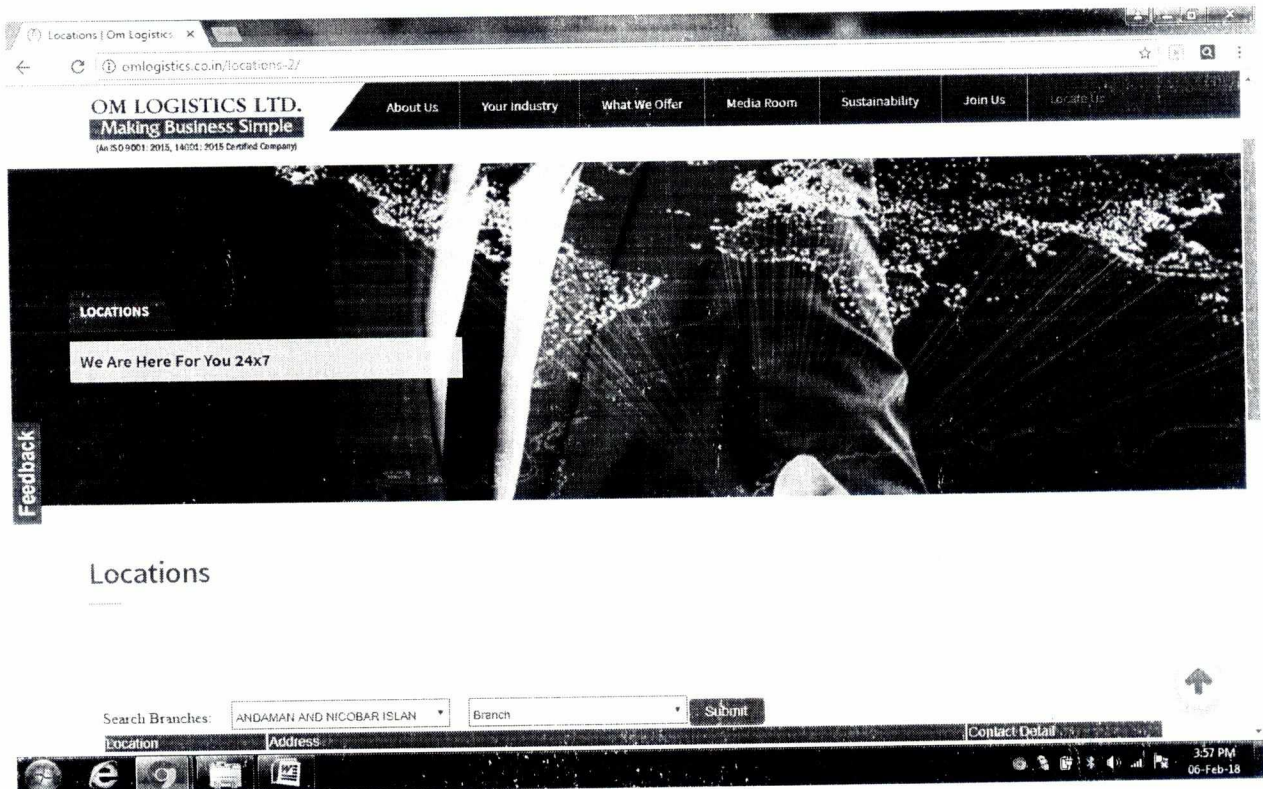 Locations | Om Logistics ×
omlogistics.co.in/locations-2/
OM LOGISTICS LTD.
Making Business Simple
(An ISO 9001: 2015, 14001: 2015 Certified Company)
About Us Your Industry What We Offer Media Room Sustainability Join Us Locate Us
LOCATIONS
We Are Here For You 24x7
Feedback
Locations
Search Branches: ANDAMAN AND NICOBAR ISLAN Branch Submit
Location Address Contact Detail
3:57 PM
06-Feb-18